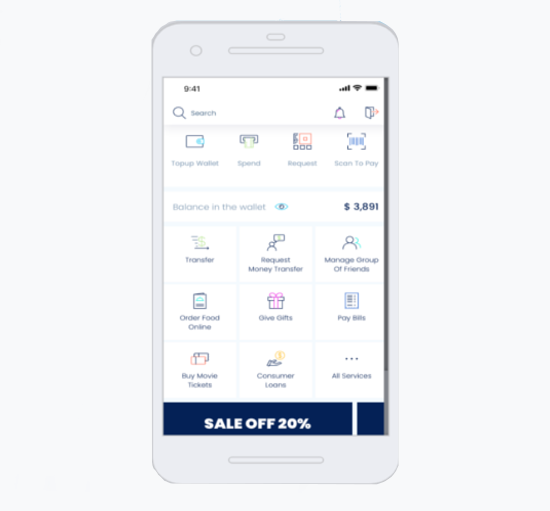 9:41
Search
Topup Wallet Spend Request Scan To Pay
Balance in the wallet $ 3,891
Transfer Request Manage Group
Money Transfer Of Friends
Order Food Give Gifts Pay Bills
Online
Buy Movie Consumer All Services
Tickets Loans
SALE OFF 20%